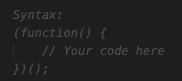 Syntax:
(function() {
    // Your code here
})();